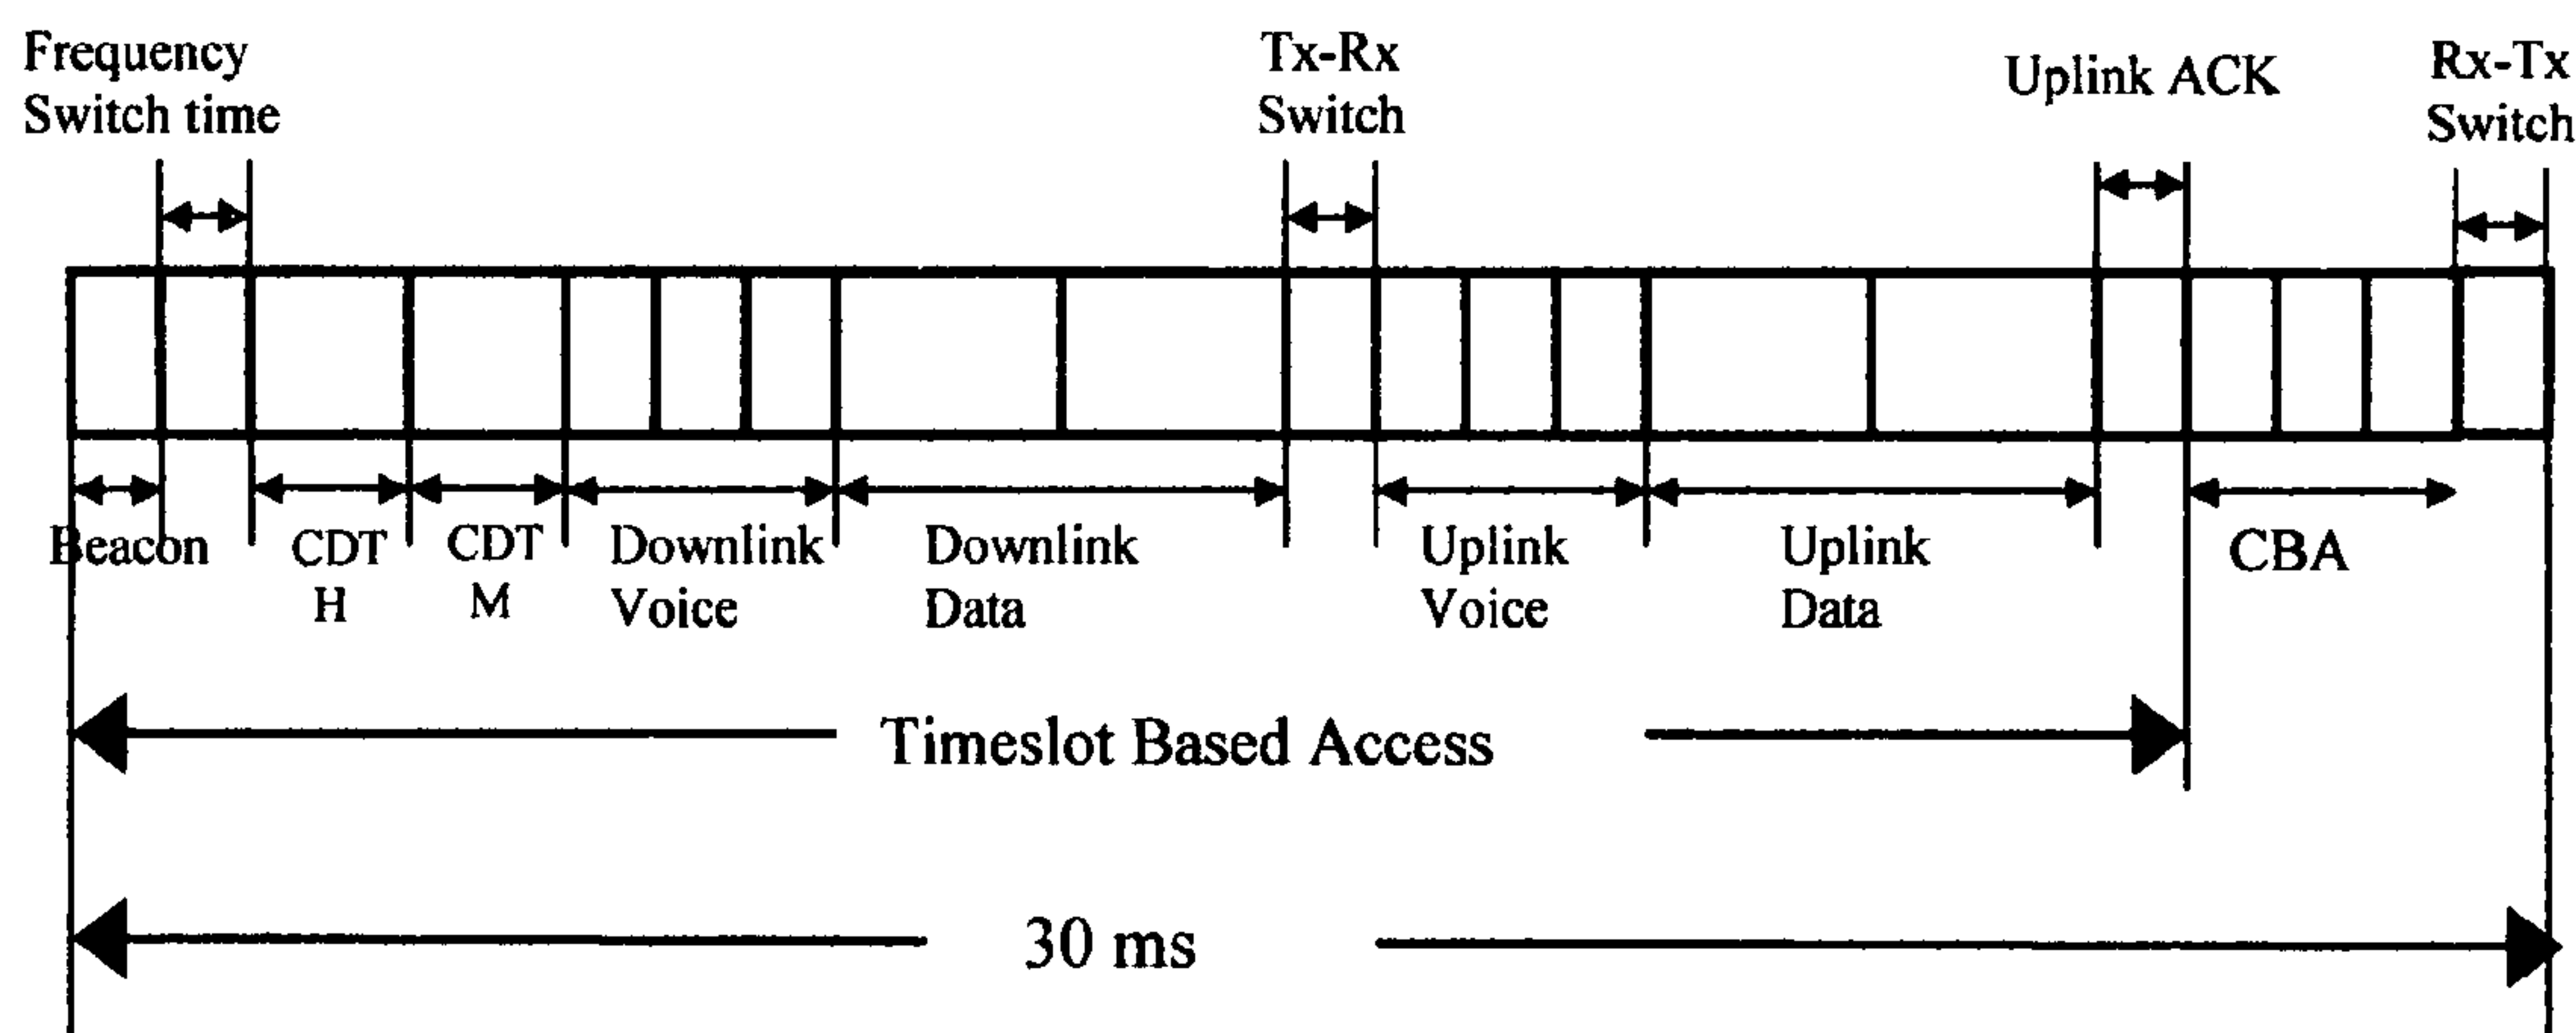 Frequency
Switch time
Tx-Rx
Switch
Uplink ACK
Rx-Tx
Switch
Beacon
CDT
H
CDT
M
Downlink
Voice
Downlink
Data
Uplink
Voice
Uplink
Data
CBA
Timeslot Based Access
30 ms